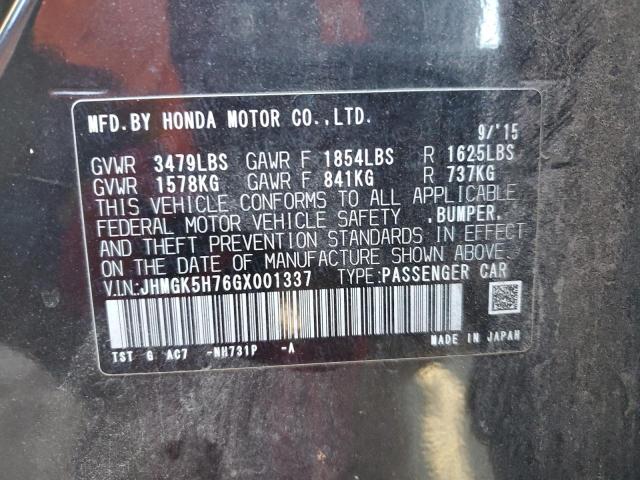 MFD.BY HONDA MOTOR CO.,LTD.
9/'15
GVWR 3479LBS GAWR F 1854LBS R 1625LBS
GVWR 1578KG GAWR F 841KG R 737KG
THIS VEHICLE CONFORMS TO ALL APPLICABLE
FEDERAL MOTOR VEHICLE SAFETY ,BUMPER,
AND THEFT PREVENTION STANDARDS IN EFFECT
ON THE DATE OF MANUFACTURE SHOWN ABOVE.
V.I.N:JHMGK5H76GX001337 TYPE:PASSENGER CAR
TST G AC7 -NH731P -A MADE IN JAPAN